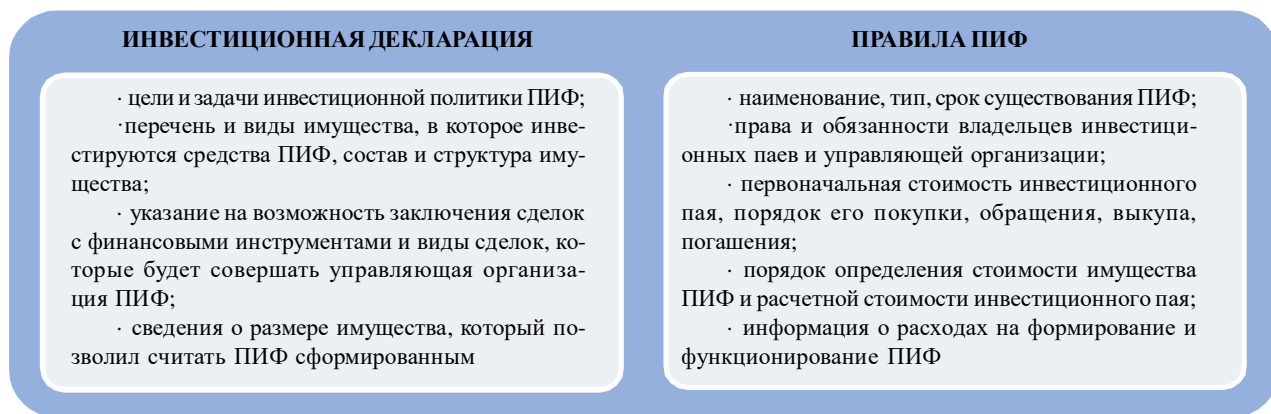 ИНВЕСТИЦИОННАЯ ДЕКЛАРАЦИЯ
· цели и задачи инвестиционной политики ПИФ;
·перечень и виды имущества, в которое инве-
стируются средства ПИФ, состав и структура иму-
щества;
· указание на возможность заключения сделок
с финансовыми инструментами и виды сделок, ко-
торые будет совершать управляющая организа-
ция ПИФ;
· сведения о размере имущества, который по-
зволил считать ПИФ сформированным
ПРАВИЛА ПИФ
· наименование, тип, срок существования ПИФ;
·права и обязанности владельцев инвестици-
онных паев и управляющей организации;
· первоначальная стоимость инвестиционного
пая, порядок его покупки, обращения, выкупа,
погашения;
· порядок определения стоимости имущества
ПИФ и расчетной стоимости инвестиционного пая;
· информация о расходах на формирование и
функционирование ПИФ